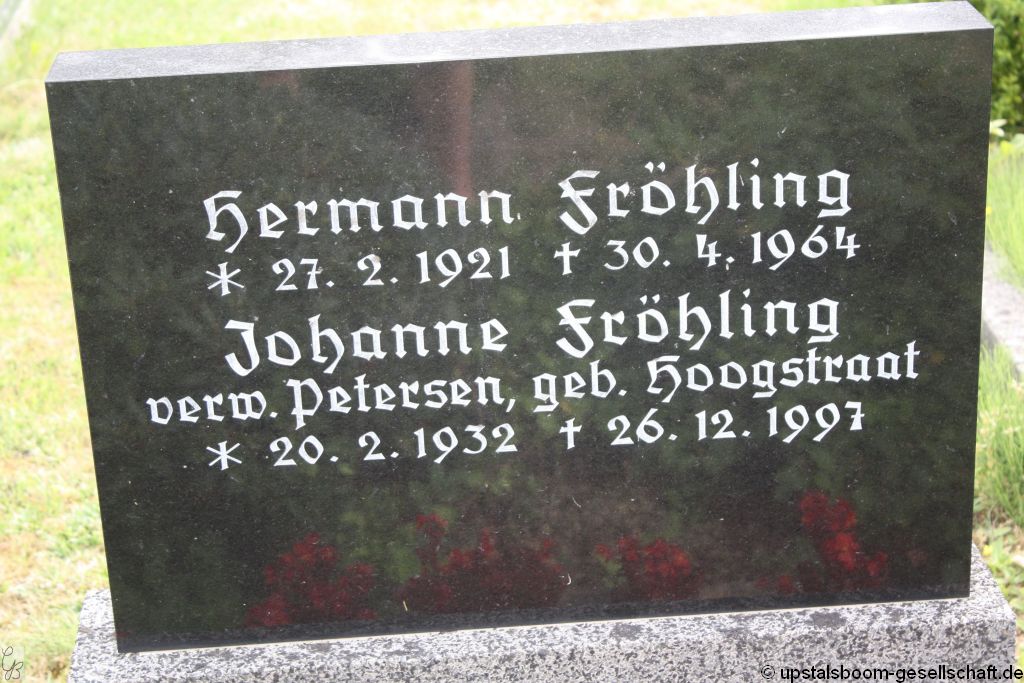 Hermann Fröhling
* 27. 2. 1921 † 30. 4. 1964
Johanne Fröhling
verw. Petersen, geb. Hoogstraat
* 20. 2. 1932 † 26. 12. 1997
© upstalsboom-gesellschaft.de